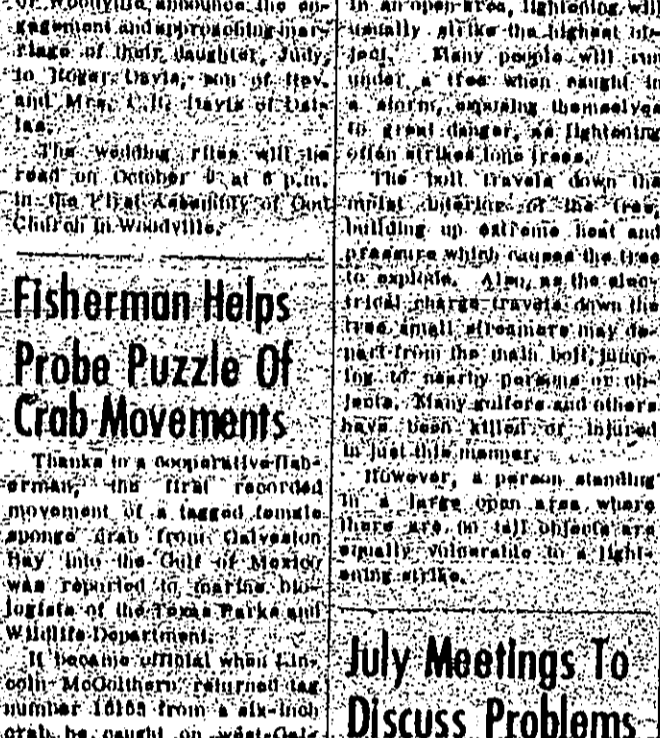 of Woodville, announce the en-
gagement and approaching mar-
riage of their daughter, Judy,
to Roger Davis, son of Rev.
and Mrs. Davis of Dal-
las.
The wedding rites will be
read on October at 6 p.m.
in the First Assembly of God
Church in Woodville.
Fisherman Helps
Probe Puzzle Of
Crab Movements
Thanks to a cooperative fish-
erman, the first recorded
movement of a tagged female
sponge crab from Galveston
Bay into the Gulf of Mexico
was reported to marine bio-
logists of the Texas Parks and
Wildlife Department.
It became official when Lin-
coln returned tag
number from a six-inch
crab he caught on west Galv-
in an open area, lightening will
usually strike the highest ob-
ject. Many people will run
under a tree when caught in
a storm, exposing themselves
to great danger, as lightening
often strikes lone trees.
The bolt travels down the
moist interior of the tree,
building up extreme heat and
pressure which causes the tree
to explode. Also, as the elec-
trical charge travels down the
tree, small streamers may de-
part from the main bolt, jump-
ing to nearby persons or ob-
jects. Many golfers and others
have been killed or injured
in just this manner.
However, a person standing
in a large open area where
there are no tall objects are
equally vulnerable to a light-
ening strike.
July Meetings To
Discuss Problems